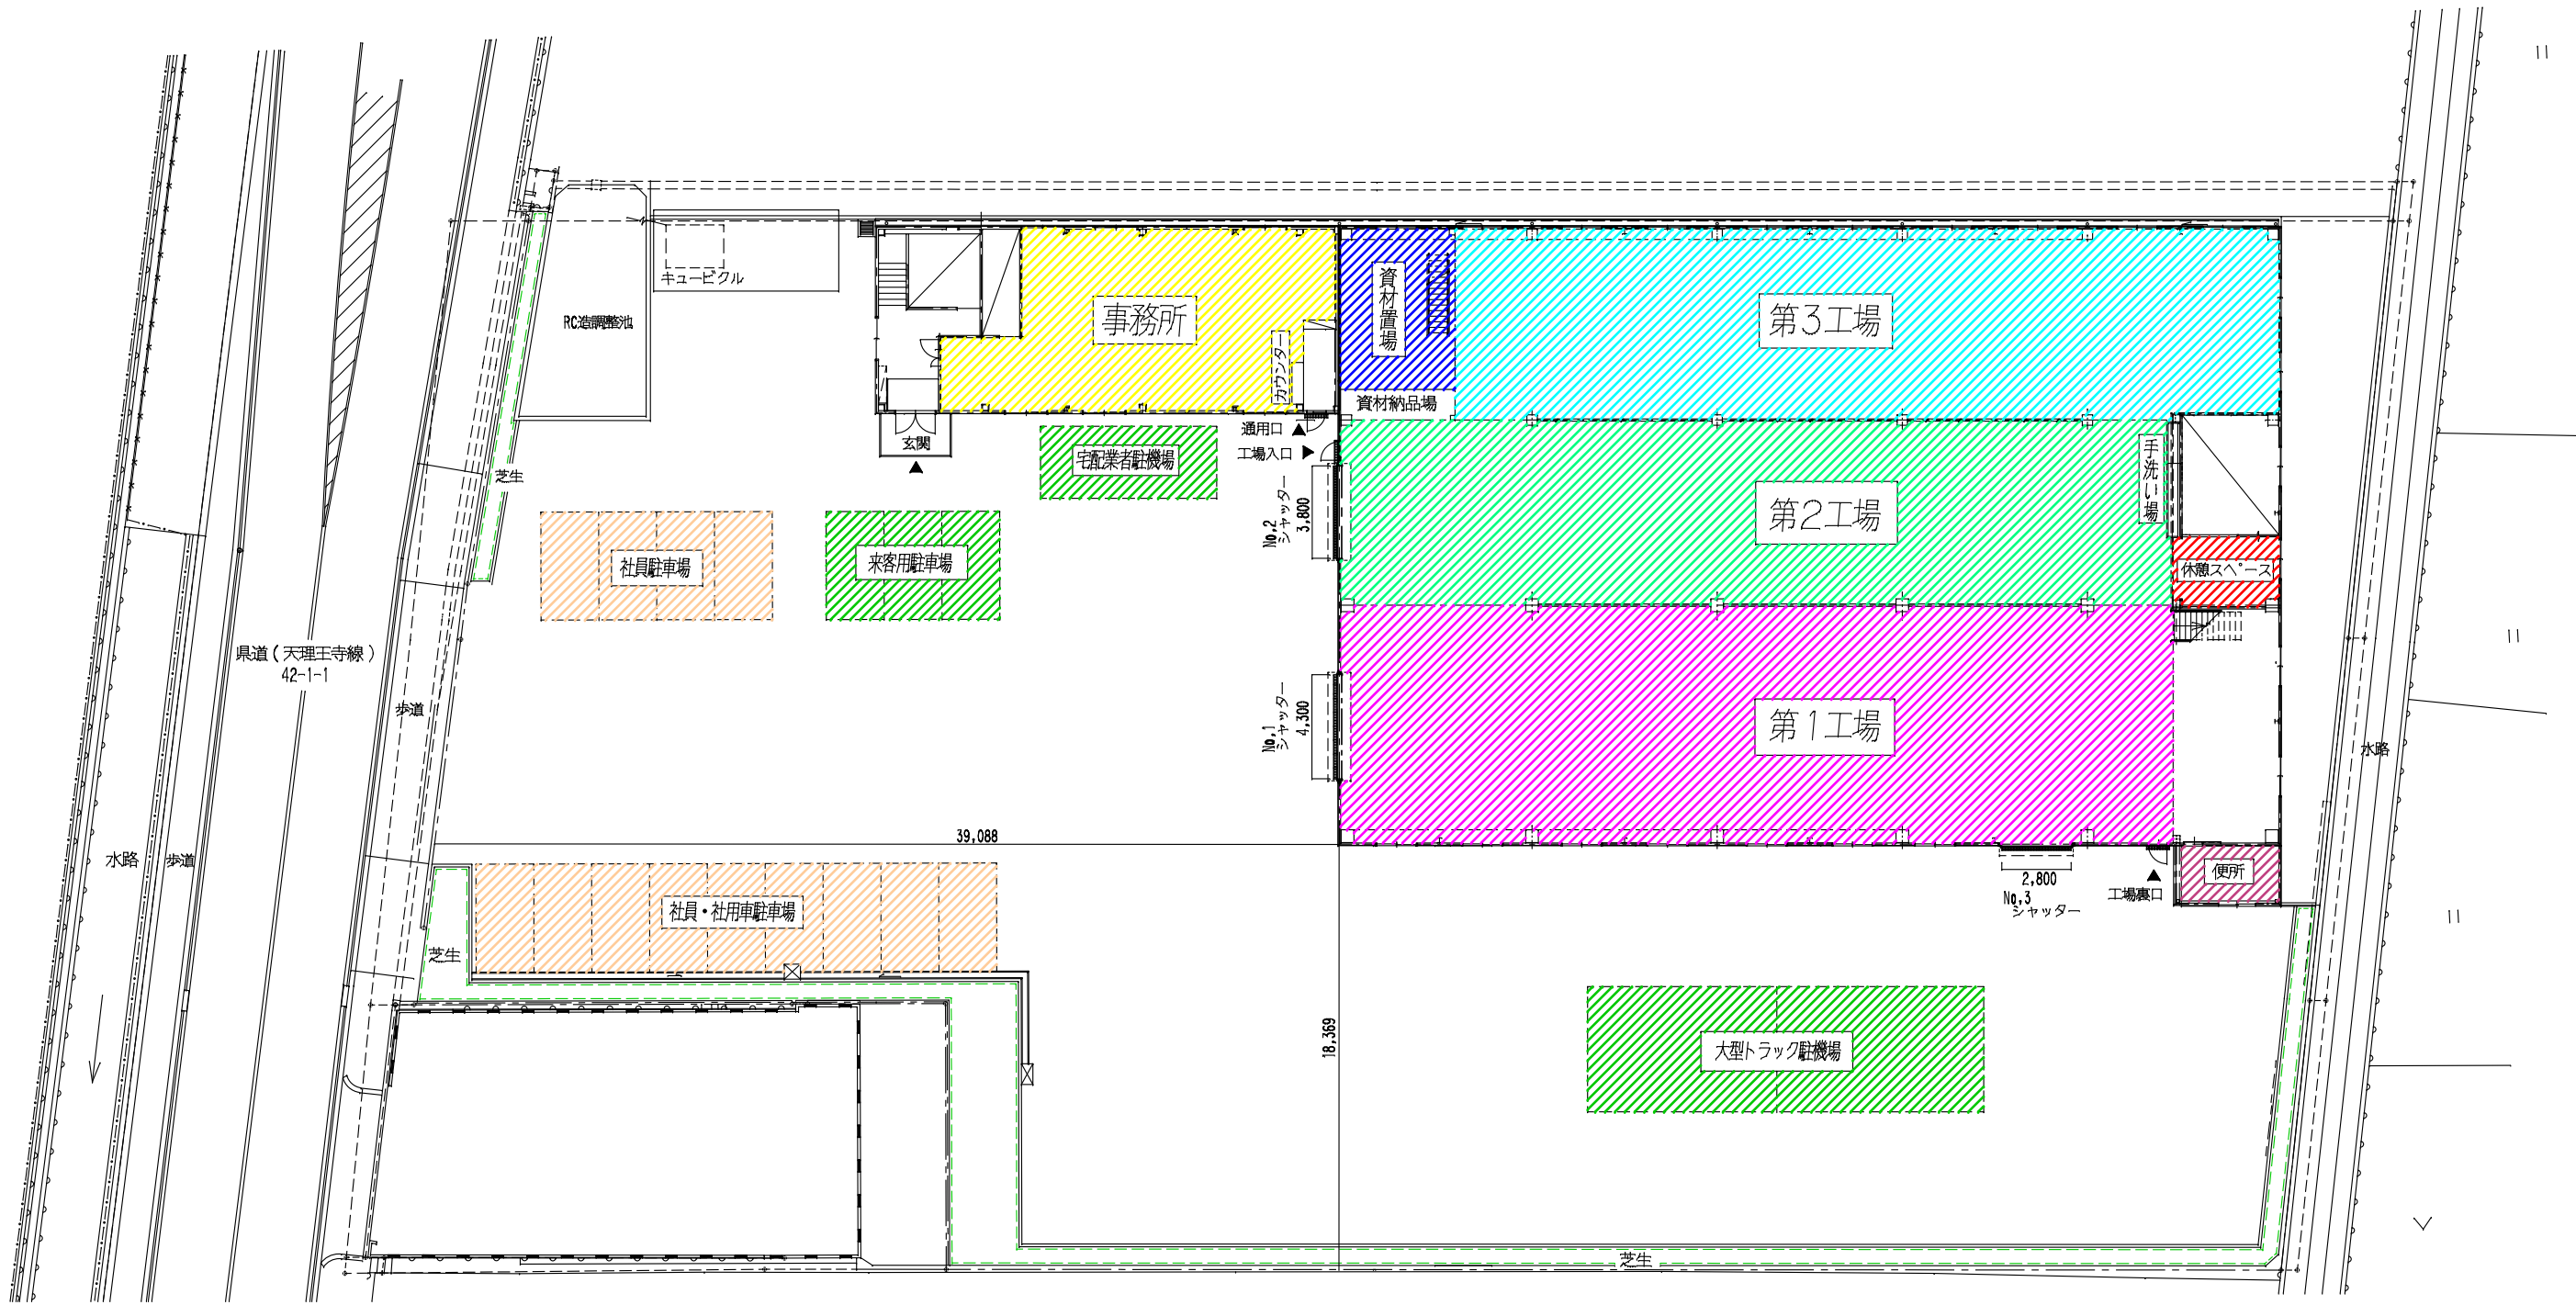 キュービクル
RC造調整池
事務所
カウンター
資材置場
資材納品場
第3工場
玄関
通用口
工場入口
宅配業者駐機場
芝生
No,2
シャッター
3,800
第2工場
手洗い場
休憩スペース
社員駐車場
来客用駐車場
県道(天理王寺線)
42-1-1
歩道
No,1
シャッター
4,300
第1工場
水路
39,088
水路
歩道
社員・社用車駐車場
芝生
2,800
No,3
シャッター
工場裏口
便所
18,369
大型トラック駐機場
芝生